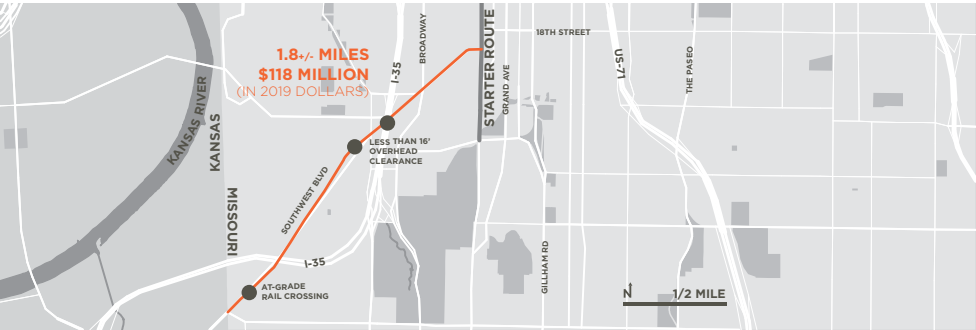 1.8+/- MILES
$118 MILLION
(IN 2019 DOLLARS)
I-35
BROADWAY
STARTER ROUTE
GRAND AVE
18TH STREET
US-71
THE PASEO
KANSAS RIVER
KANSAS
MISSOURI
LESS THAN 16'
OVERHEAD
CLEARANCE
SOUTHWEST BLVD
I-35
AT-GRADE
RAIL CROSSING
GILLHAM RD
N
1/2 MILE